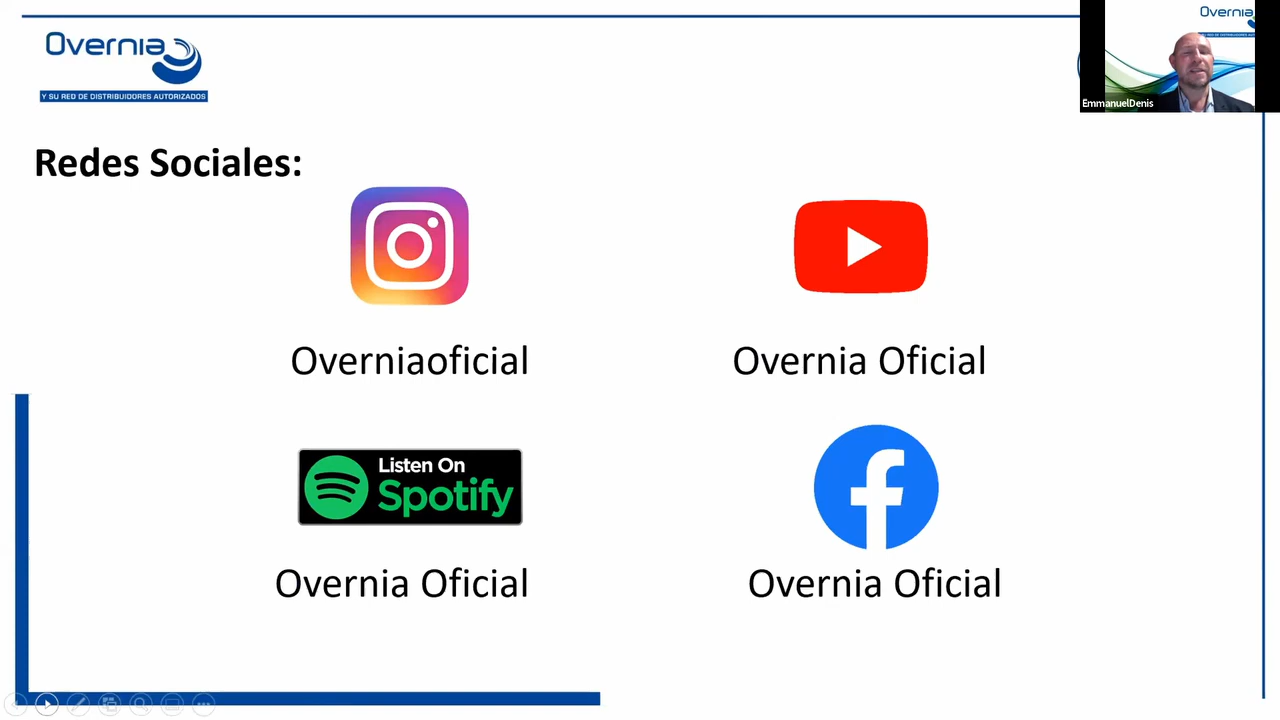 Overnia
Y SU RED DE DISTRIBUIDORES AUTORIZADOS
Overnia
EmmanuelDenis
Redes Sociales:
Overniaoficial
Overnia Oficial
Listen On
Spotify
Overnia Oficial
Overnia Oficial